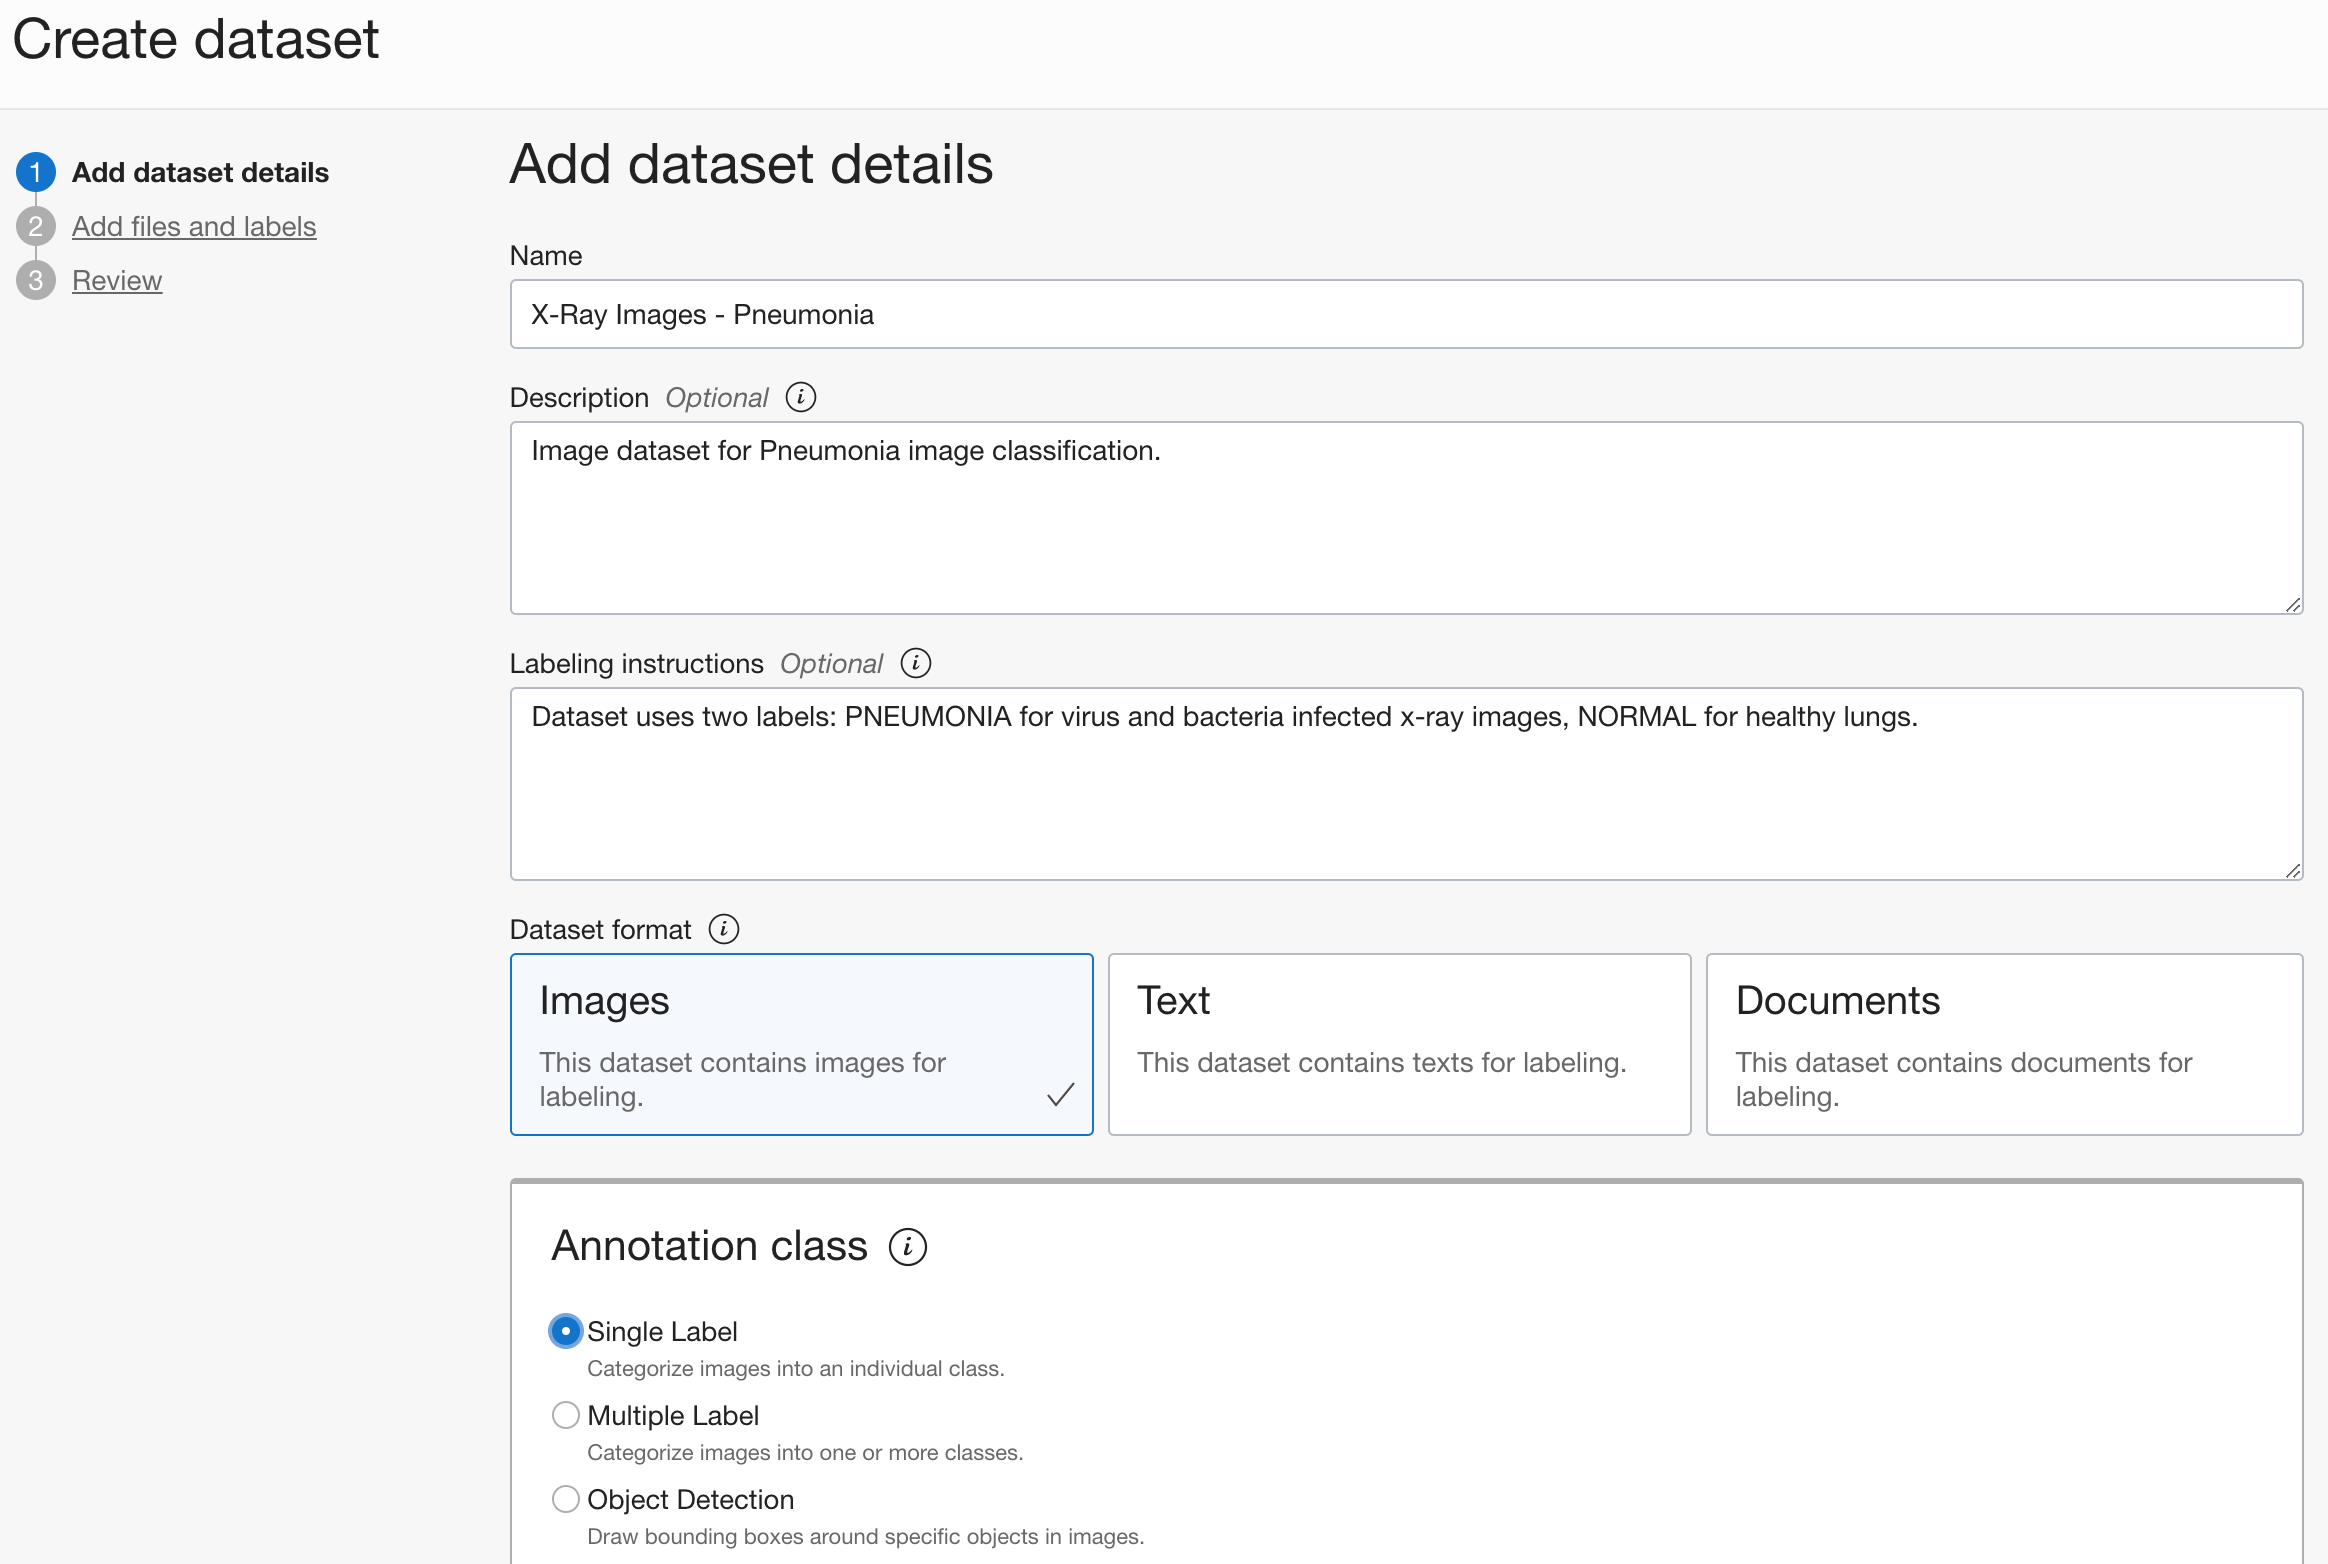 Create dataset
1 Add dataset details
2 Add files and labels
3 Review
Add dataset details
Name
X-Ray Images - Pneumonia
Description Optional i
Image dataset for Pneumonia image classification.
Labeling instructions Optional i
Dataset uses two labels: PNEUMONIA for virus and bacteria infected x-ray images, NORMAL for healthy lungs.
Dataset format i
Images
This dataset contains images for
labeling.
Text
This dataset contains texts for labeling.
Documents
This dataset contains documents for
labeling.
Annotation class i
Single Label
Categorize images into an individual class.
Multiple Label
Categorize images into one or more classes.
Object Detection
Draw bounding boxes around specific objects in images.